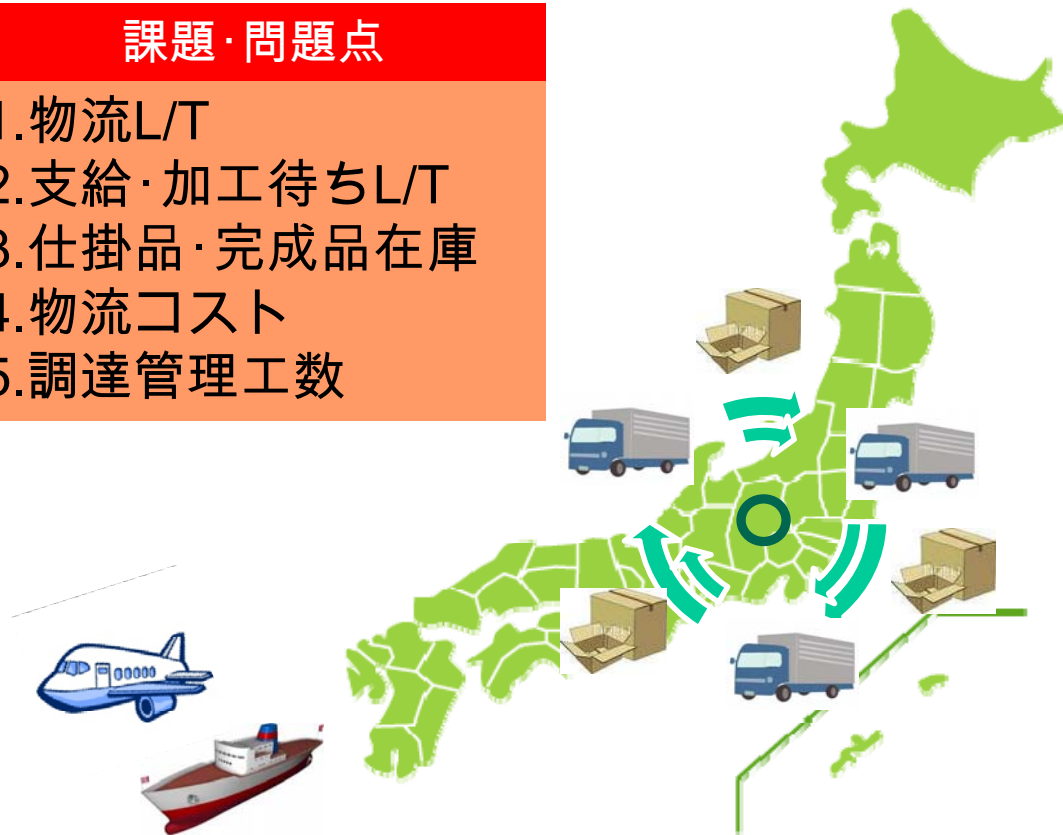 課題・問題点
1.物流L/T
2.支給・加工待ちL/T
3.仕掛品・完成品在庫
4.物流コスト
5.調達管理工数